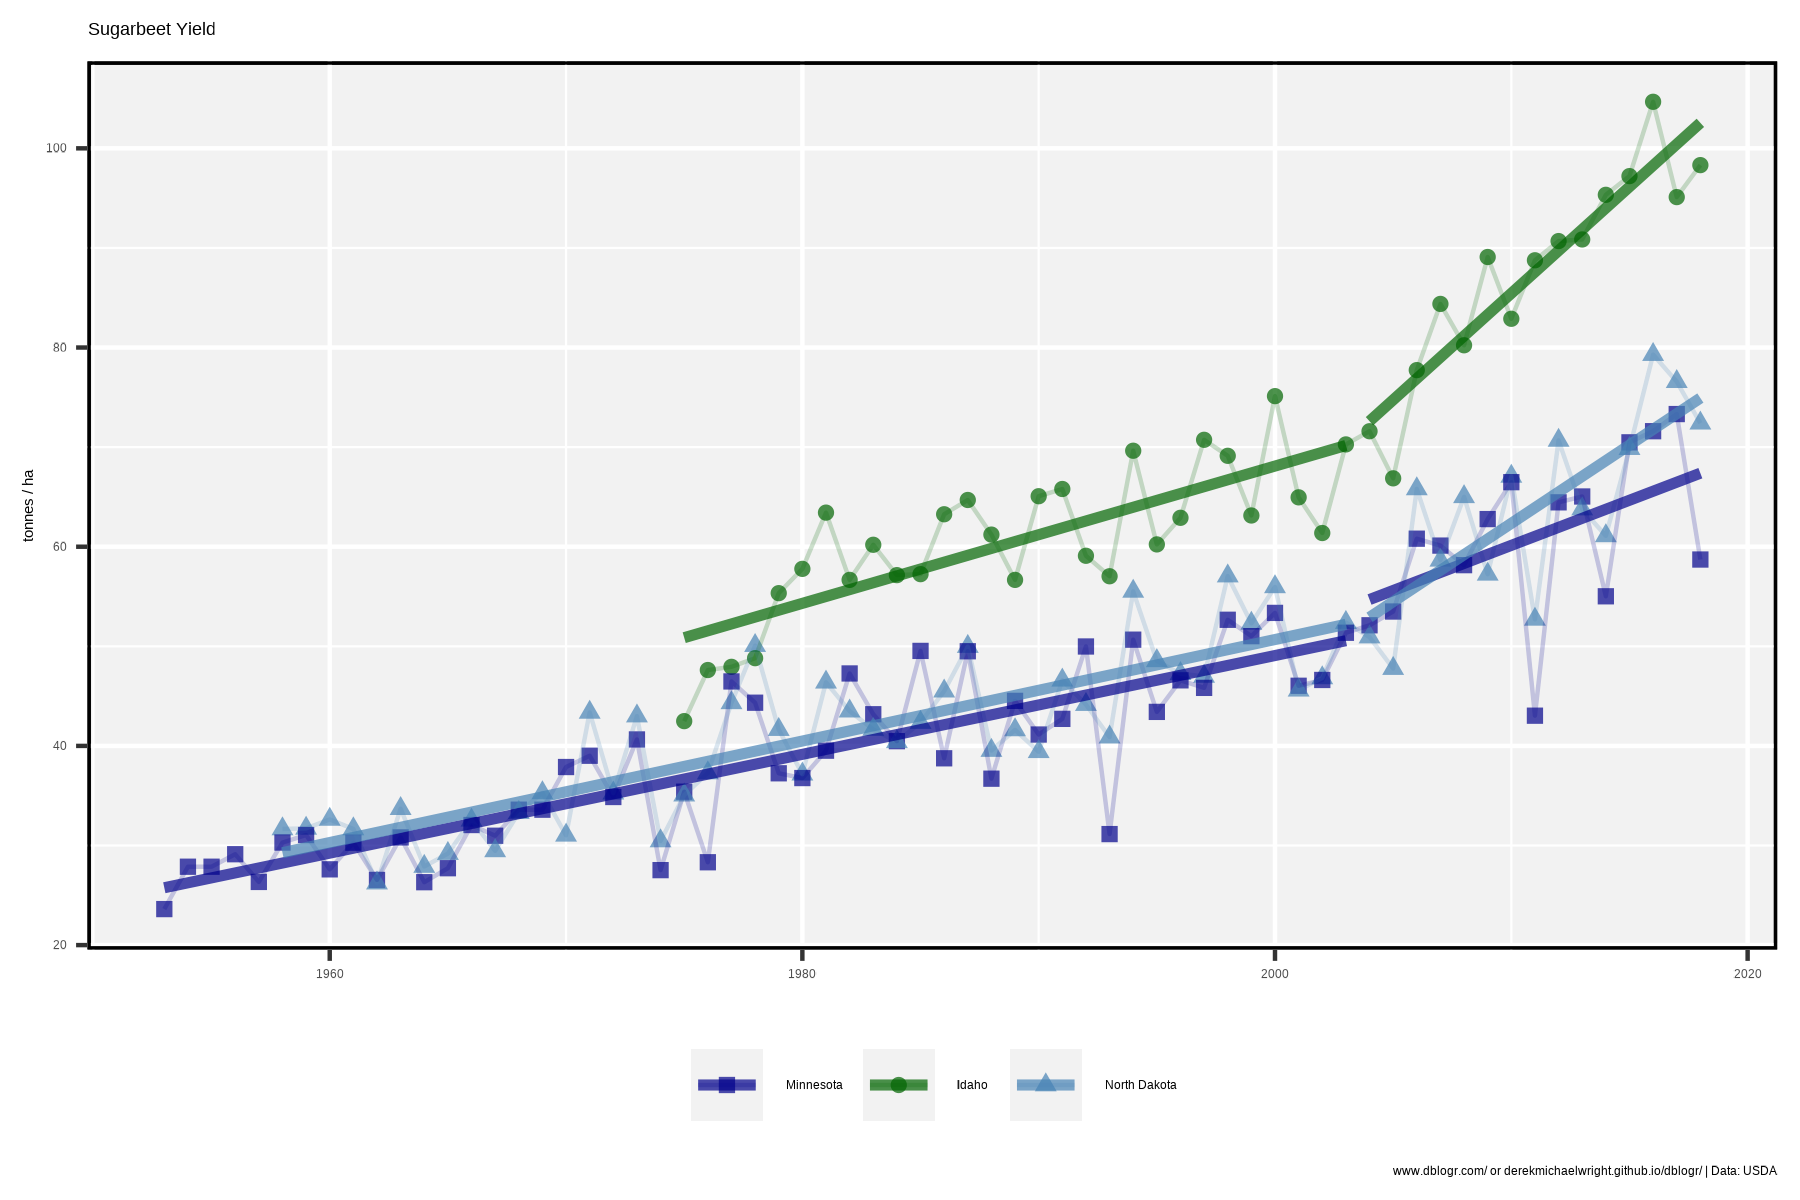 Sugarbeet Yield
tonnes / ha
100
80
60
40
20
1960 1980 2000 2020
Minnesota Idaho North Dakota
www.dblogr.com/ or derekmichaelwright.github.io/dblogr/ | Data: USDA